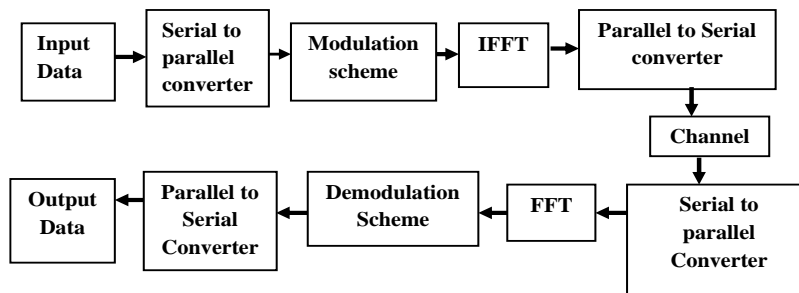 Input
Data
Serial to
parallel
converter
Modulation
scheme
IFFT
Parallel to Serial
converter
Channel
Serial to
parallel
Converter
FFT
Demodulation
Scheme
Parallel to
Serial
Converter
Output
Data